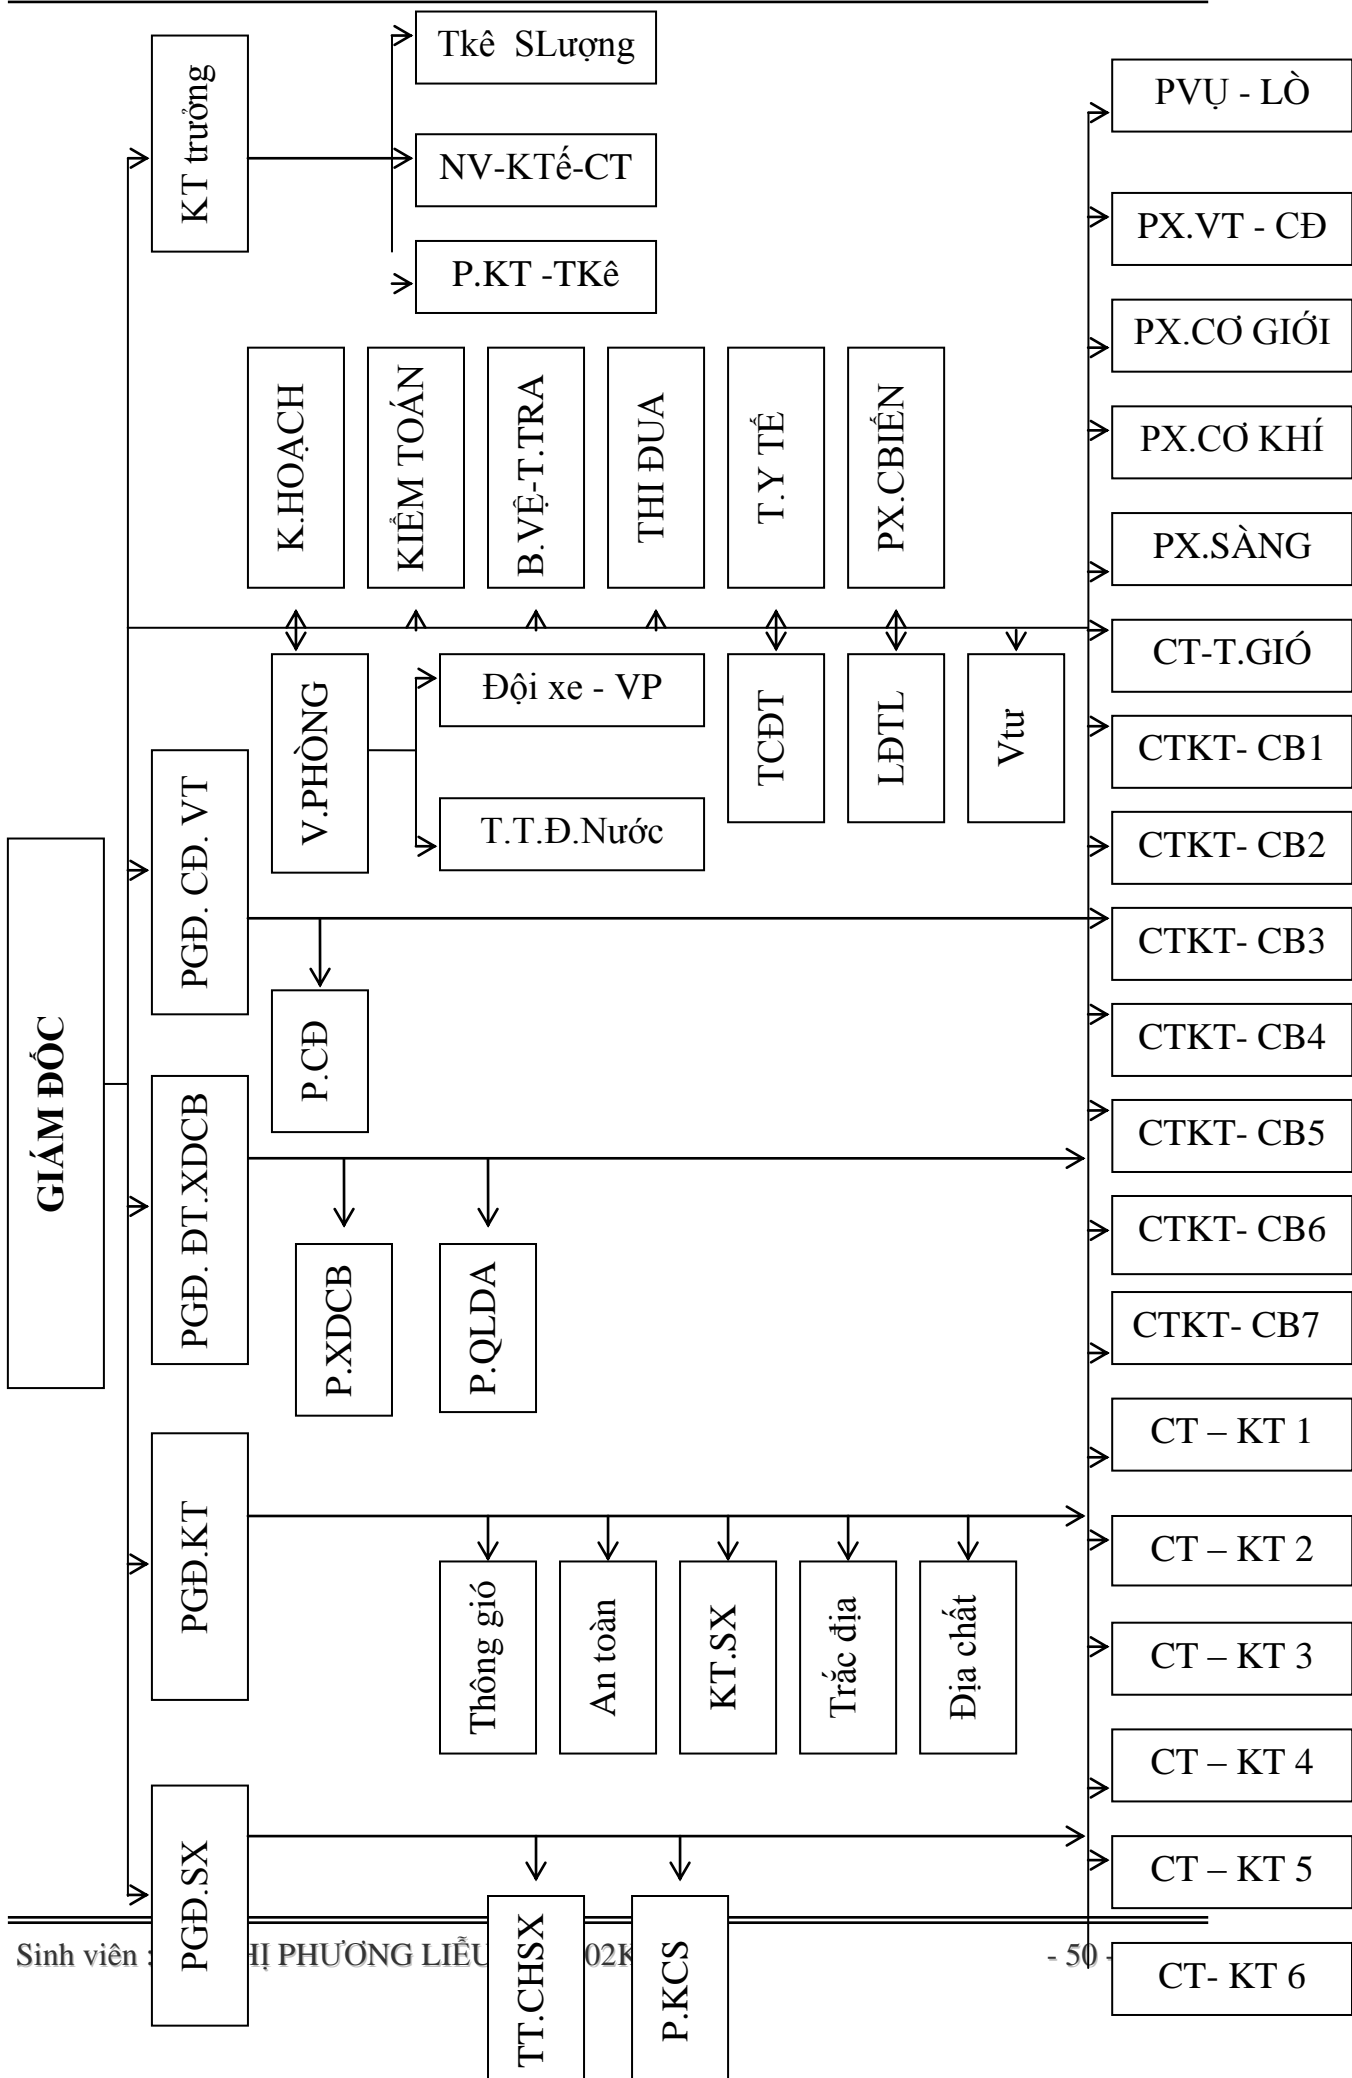 Tkê SLượng
KT trưởng
NV-KTế-CT
P.KT -TKê
K.HOẠCH
KIỂM TOÁN
B.VỆ-T.TRA
THI ĐUA
T.Y TẾ
PX.CBIẾN
V.PHÒNG
Đội xe - VP
T.T.Đ.Nước
TCĐT
LĐTL
Vtư
GIÁM ĐỐC
PGĐ. CĐ. VT
P.CĐ
PGĐ. ĐT.XDCB
P.XDCB
P.QLDA
PGĐ.KT
Thông gió
An toàn
KT.SX
Trắc địa
Địa chất
PGĐ.SX
TT.CHSX
P.KCS
PVỤ - LÒ
PX.VT - CĐ
PX.CƠ GIỚI
PX.CƠ KHÍ
PX.SÀNG
CT-T.GIÓ
CTKT- CB1
CTKT- CB2
CTKT- CB3
CTKT- CB4
CTKT- CB5
CTKT- CB6
CTKT- CB7
CT – KT 1
CT – KT 2
CT – KT 3
CT – KT 4
CT – KT 5
CT- KT 6
Sinh viên : PHƯƠNG LIỄU - 50 -